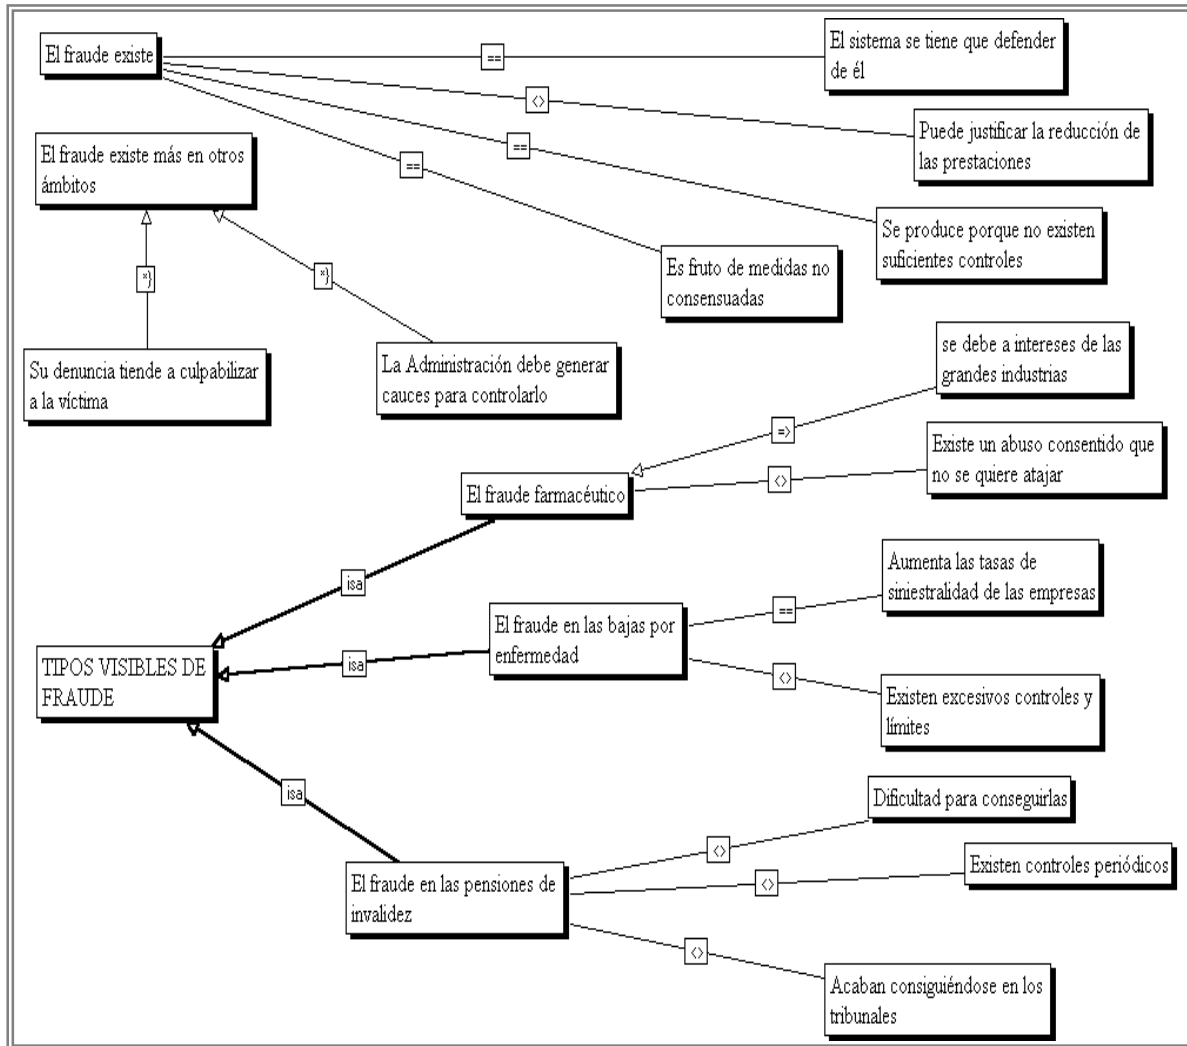 El fraude existe
==
El sistema se tiene que defender
de él
<>
Puede justificar la reducción de
las prestaciones
==
Se produce porque no existen
suficientes controles
==
Es fruto de medidas no
consensuadas
El fraude existe más en otros
ámbitos
*}
*}
Su denuncia tiende a culpabilizar
a la víctima
La Administración debe generar
cauces para controlarlo
se debe a intereses de las
grandes industrias
=>
Existe un abuso consentido que
no se quiere atajar
<>
El fraude farmacéutico
isa
Aumenta las tasas de
siniestralidad de las empresas
==
El fraude en las bajas por
enfermedad
isa
<>
Existen excesivos controles y
límites
TIPOS VISIBLES DE
FRAUDE
isa
Dificultad para conseguirlas
<>
Existen controles periódicos
<>
El fraude en las pensiones de
invalidez
<>
Acaban consiguiéndose en los
tribunales